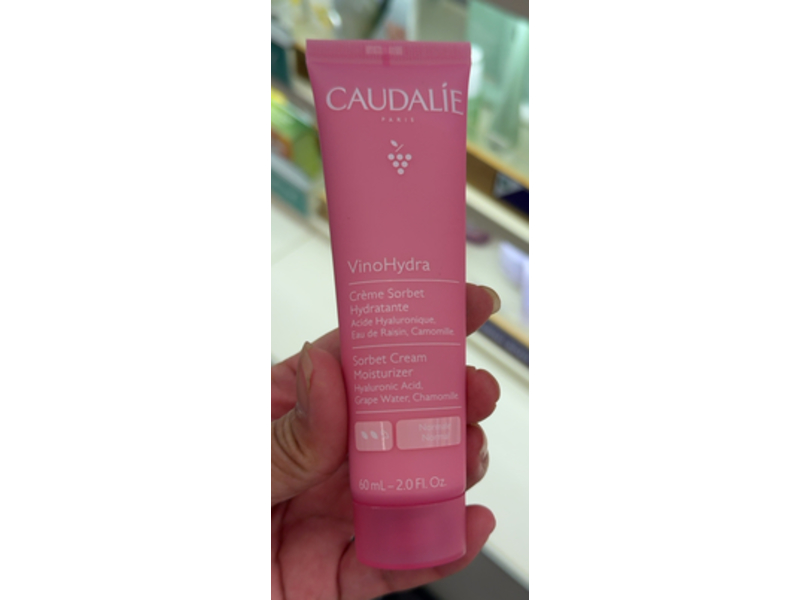 CAUDALÍE
PARIS
VinoHydra
Crème Sorbet
Hydratante
Acide Hyaluronique,
Eau de Raisin, Camomille
Sorbet Cream
Moisturizer
Hyaluronic Acid,
Grape Water, Chamomile
60 mL – 2.0 FL Oz.